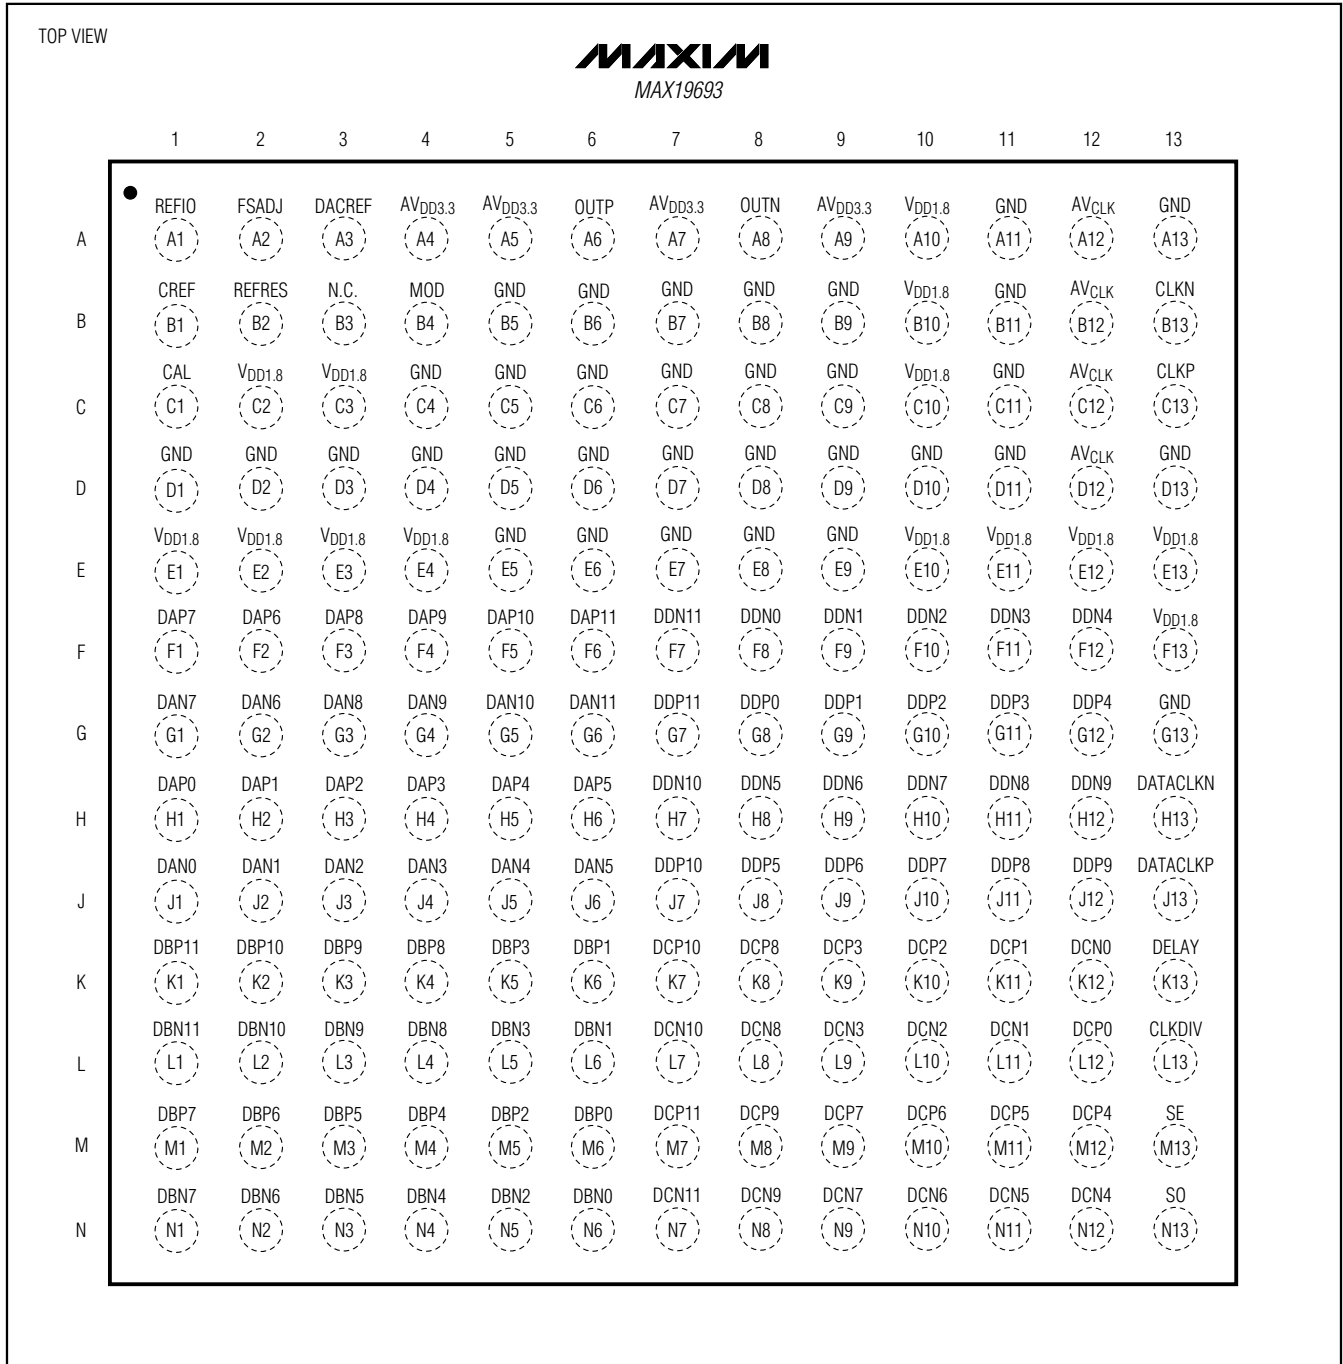 TOP VIEW
MAXIM
MAX19693
1 2 3 4 5 6 7 8 9 10 11 12 13
REFIO FSADJ DACREF AVDD3.3 AVDD3.3 OUTP AVDD3.3 OUTN AVDD3.3 VDD1.8 GND AVCLK GND
A A1 A2 A3 A4 A5 A6 A7 A8 A9 A10 A11 A12 A13
CREF REFRES N.C. MOD GND GND GND GND GND VDD1.8 GND AVCLK CLKN
B B1 B2 B3 B4 B5 B6 B7 B8 B9 B10 B11 B12 B13
CAL VDD1.8 VDD1.8 GND GND GND GND GND GND VDD1.8 GND AVCLK CLKP
C C1 C2 C3 C4 C5 C6 C7 C8 C9 C10 C11 C12 C13
GND GND GND GND GND GND GND GND GND GND GND AVCLK GND
D D1 D2 D3 D4 D5 D6 D7 D8 D9 D10 D11 D12 D13
VDD1.8 VDD1.8 VDD1.8 VDD1.8 GND GND GND GND GND VDD1.8 VDD1.8 VDD1.8 VDD1.8
E E1 E2 E3 E4 E5 E6 E7 E8 E9 E10 E11 E12 E13
DAP7 DAP6 DAP8 DAP9 DAP10 DAP11 DDN11 DDN0 DDN1 DDN2 DDN3 DDN4 VDD1.8
F F1 F2 F3 F4 F5 F6 F7 F8 F9 F10 F11 F12 F13
DAN7 DAN6 DAN8 DAN9 DAN10 DAN11 DDP11 DDP0 DDP1 DDP2 DDP3 DDP4 GND
G G1 G2 G3 G4 G5 G6 G7 G8 G9 G10 G11 G12 G13
DAP0 DAP1 DAP2 DAP3 DAP4 DAP5 DDN10 DDN5 DDN6 DDN7 DDN8 DDN9 DATACLKN
H H1 H2 H3 H4 H5 H6 H7 H8 H9 H10 H11 H12 H13
DAN0 DAN1 DAN2 DAN3 DAN4 DAN5 DDP10 DDP5 DDP6 DDP7 DDP8 DDP9 DATACLKP
J J1 J2 J3 J4 J5 J6 J7 J8 J9 J10 J11 J12 J13
DBP11 DBP10 DBP9 DBP8 DBP3 DBP1 DCP10 DCP8 DCP3 DCP2 DCP1 DCN0 DELAY
K K1 K2 K3 K4 K5 K6 K7 K8 K9 K10 K11 K12 K13
DBN11 DBN10 DBN9 DBN8 DBN3 DBN1 DCN10 DCN8 DCN3 DCN2 DCN1 DCP0 CLKDIV
L L1 L2 L3 L4 L5 L6 L7 L8 L9 L10 L11 L12 L13
DBP7 DBP6 DBP5 DBP4 DBP2 DBP0 DCP11 DCP9 DCP7 DCP6 DCP5 DCP4 SE
M M1 M2 M3 M4 M5 M6 M7 M8 M9 M10 M11 M12 M13
DBN7 DBN6 DBN5 DBN4 DBN2 DBN0 DCN11 DCN9 DCN7 DCN6 DCN5 DCN4 SO
N N1 N2 N3 N4 N5 N6 N7 N8 N9 N10 N11 N12 N13